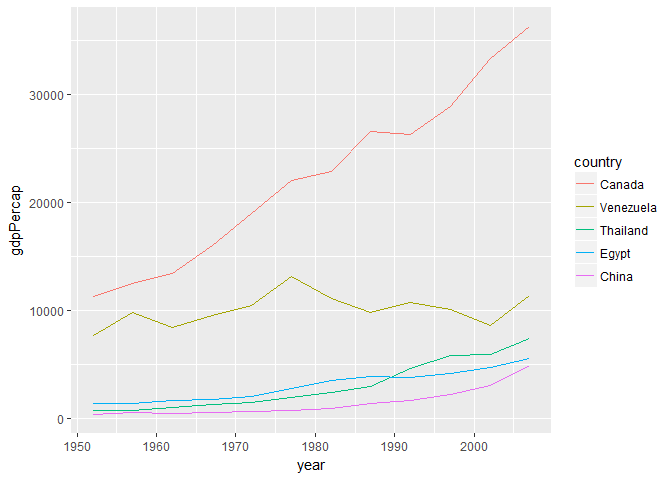 30000
20000
10000
0
gdpPercap
1950 1960 1970 1980 1990 2000
year
country
Canada
Venezuela
Thailand
Egypt
China